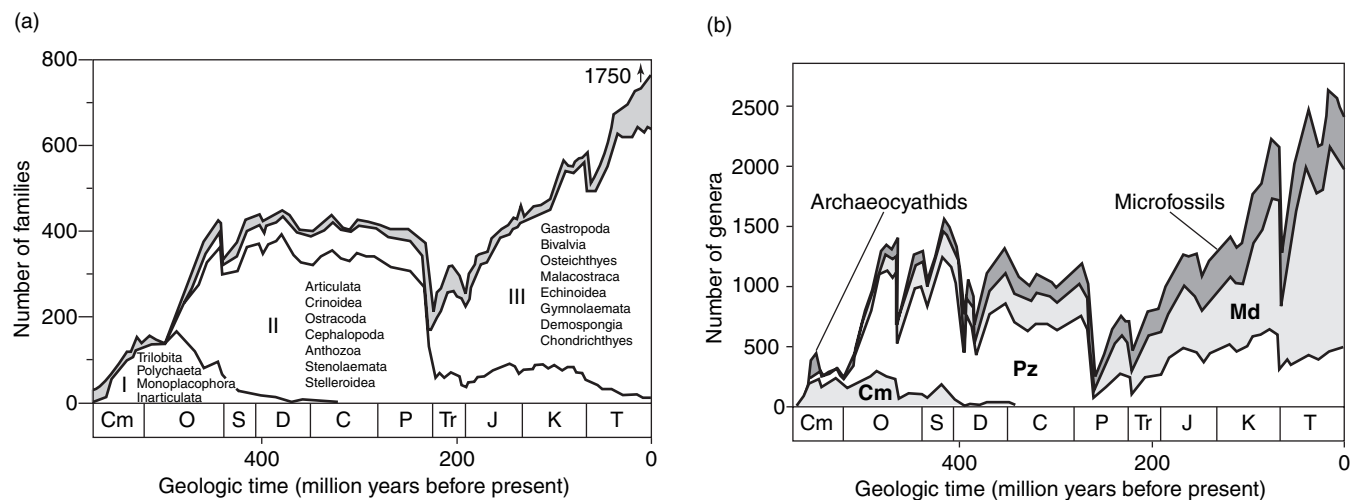 (a)
800
600
400
200
0
Number of families
1750
I
Trilobita
Polychaeta
Monoplacophora
Inarticulata
II
Articulata
Crinoidea
Ostracoda
Cephalopoda
Anthozoa
Stenolaemata
Stelleroidea
III
Gastropoda
Bivalvia
Osteichthyes
Malacostraca
Echinoidea
Gymnolaemata
Demospongia
Chondrichthyes
Cm O S D C P Tr J K T
400 200 0
Geologic time (million years before present)
(b)
2500
2000
1500
1000
500
0
Number of genera
Archaeocyathids
Microfossils
Md
Pz
Cm
Cm O S D C P Tr J K T
400 200 0
Geologic time (million years before present)